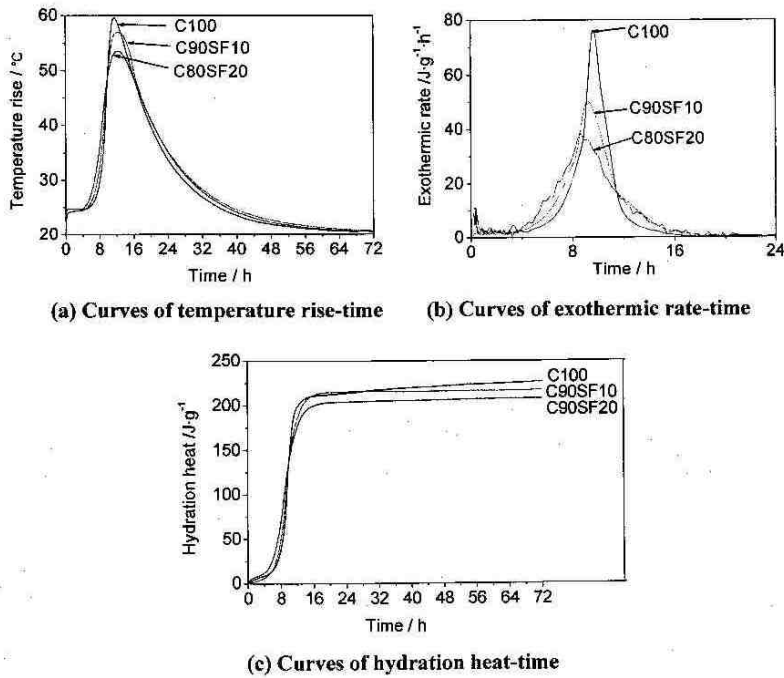 60
50
40
30
20
Temperature rise / °C
C100
C90SF10
C80SF20
0 8 16 24 32 40 48 56 64 72
Time / h
(a) Curves of temperature rise-time
80
60
40
20
0
Exothermic rate /J·g⁻¹·h⁻¹
C100
C90SF10
C80SF20
0 8 16 24
Time / h
(b) Curves of exothermic rate-time
250
200
150
100
50
0
Hydration heat /J·g⁻¹
C100
C90SF10
C90SF20
0 8 16 24 32 40 48 56 64 72
Time / h
(c) Curves of hydration heat-time